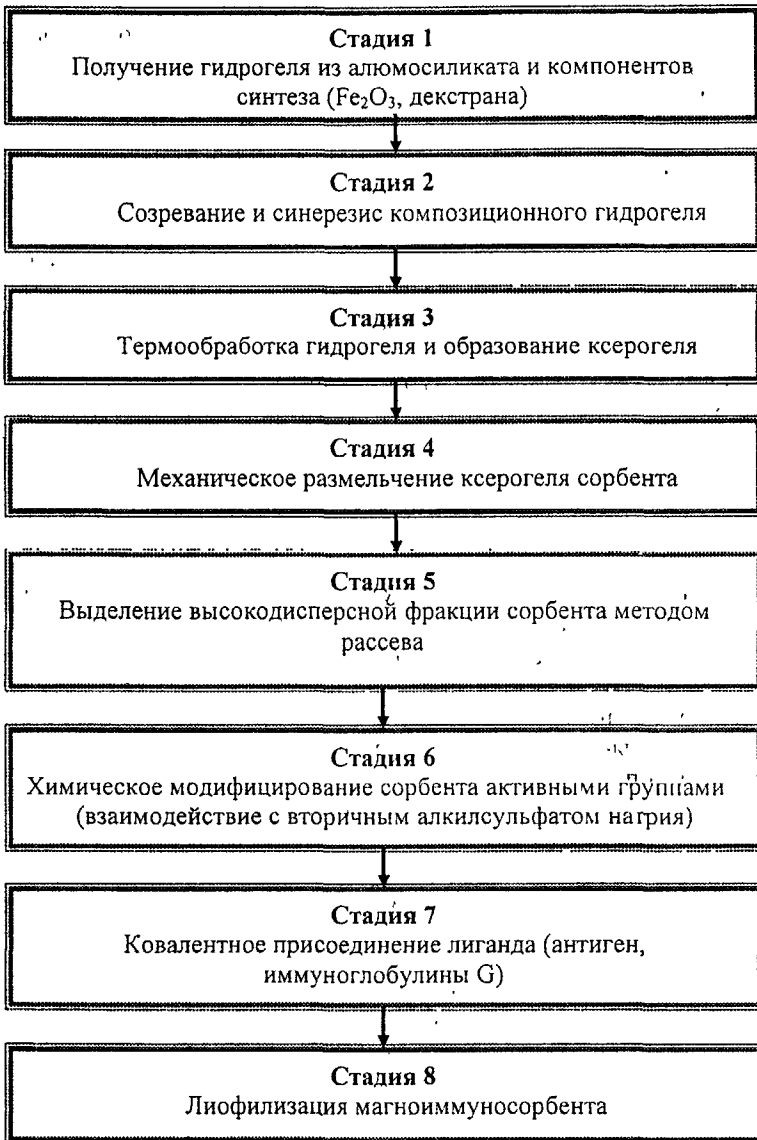 Стадия 1
Получение гидрогеля из алюмосиликата и компонентов
синтеза (Fe₂O₃, декстрана)
Стадия 2
Созревание и синерезис композиционного гидрогеля
Стадия 3
Термообработка гидрогеля и образование ксерогеля
Стадия 4
Механическое размельчение ксерогеля сорбента
Стадия 5
Выделение высокодисперсной фракции сорбента методом
рассева
Стадия 6
Химическое модифицирование сорбента активными группами
(взаимодействие с вторичным алкилсульфатом натрия)
Стадия 7
Ковалентное присоединение лиганда (антиген,
иммуноглобулины G)
Стадия 8
Лиофилизация магноиммуносорбента